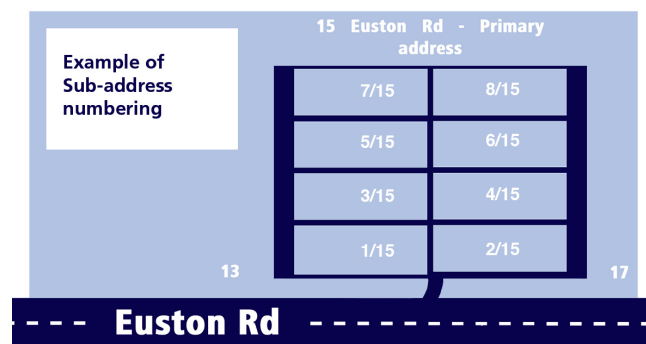 15 Euston Rd - Primary
address
Example of
Sub-address
numbering
7/15 8/15
5/15 6/15
3/15 4/15
1/15 2/15
13 17
Euston Rd